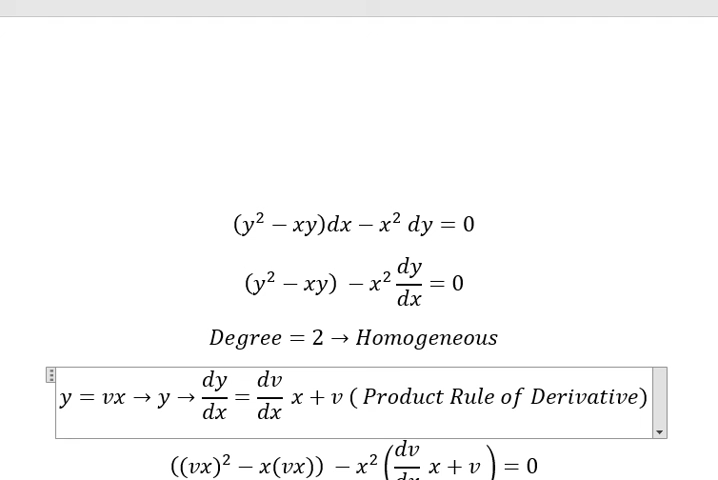 (y² − xy)dx − x² dy = 0
(y² − xy) − x² dy/dx = 0
Degree = 2 → Homogeneous
y = vx → y → dy/dx = dv/dx x + v ( Product Rule of Derivative)
((vx)² − x(vx)) − x² (dv/dx x + v) = 0